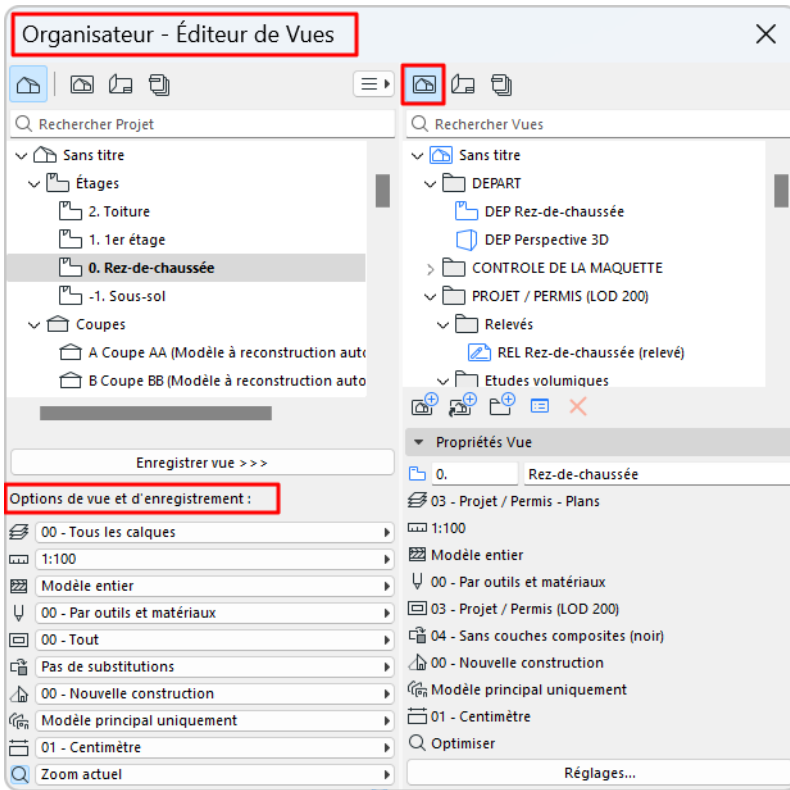 Organisateur - Éditeur de Vues
Rechercher Projet
Sans titre
Étages
2. Toiture
1. 1er étage
0. Rez-de-chaussée
-1. Sous-sol
Coupes
A Coupe AA (Modèle à reconstruction auto
B Coupe BB (Modèle à reconstruction auto
Enregistrer vue >>>
Options de vue et d'enregistrement :
00 - Tous les calques
1:100
Modèle entier
00 - Par outils et matériaux
00 - Tout
Pas de substitutions
00 - Nouvelle construction
Modèle principal uniquement
01 - Centimètre
Zoom actuel
Rechercher Vues
Sans titre
DEPART
DEP Rez-de-chaussée
DEP Perspective 3D
CONTROLE DE LA MAQUETTE
PROJET / PERMIS (LOD 200)
Relevés
REL Rez-de-chaussée (relevé)
Etudes volumiques
Propriétés Vue
0. Rez-de-chaussée
03 - Projet / Permis - Plans
1:100
Modèle entier
00 - Par outils et matériaux
03 - Projet / Permis (LOD 200)
04 - Sans couches composites (noir)
00 - Nouvelle construction
Modèle principal uniquement
01 - Centimètre
Optimiser
Réglages...